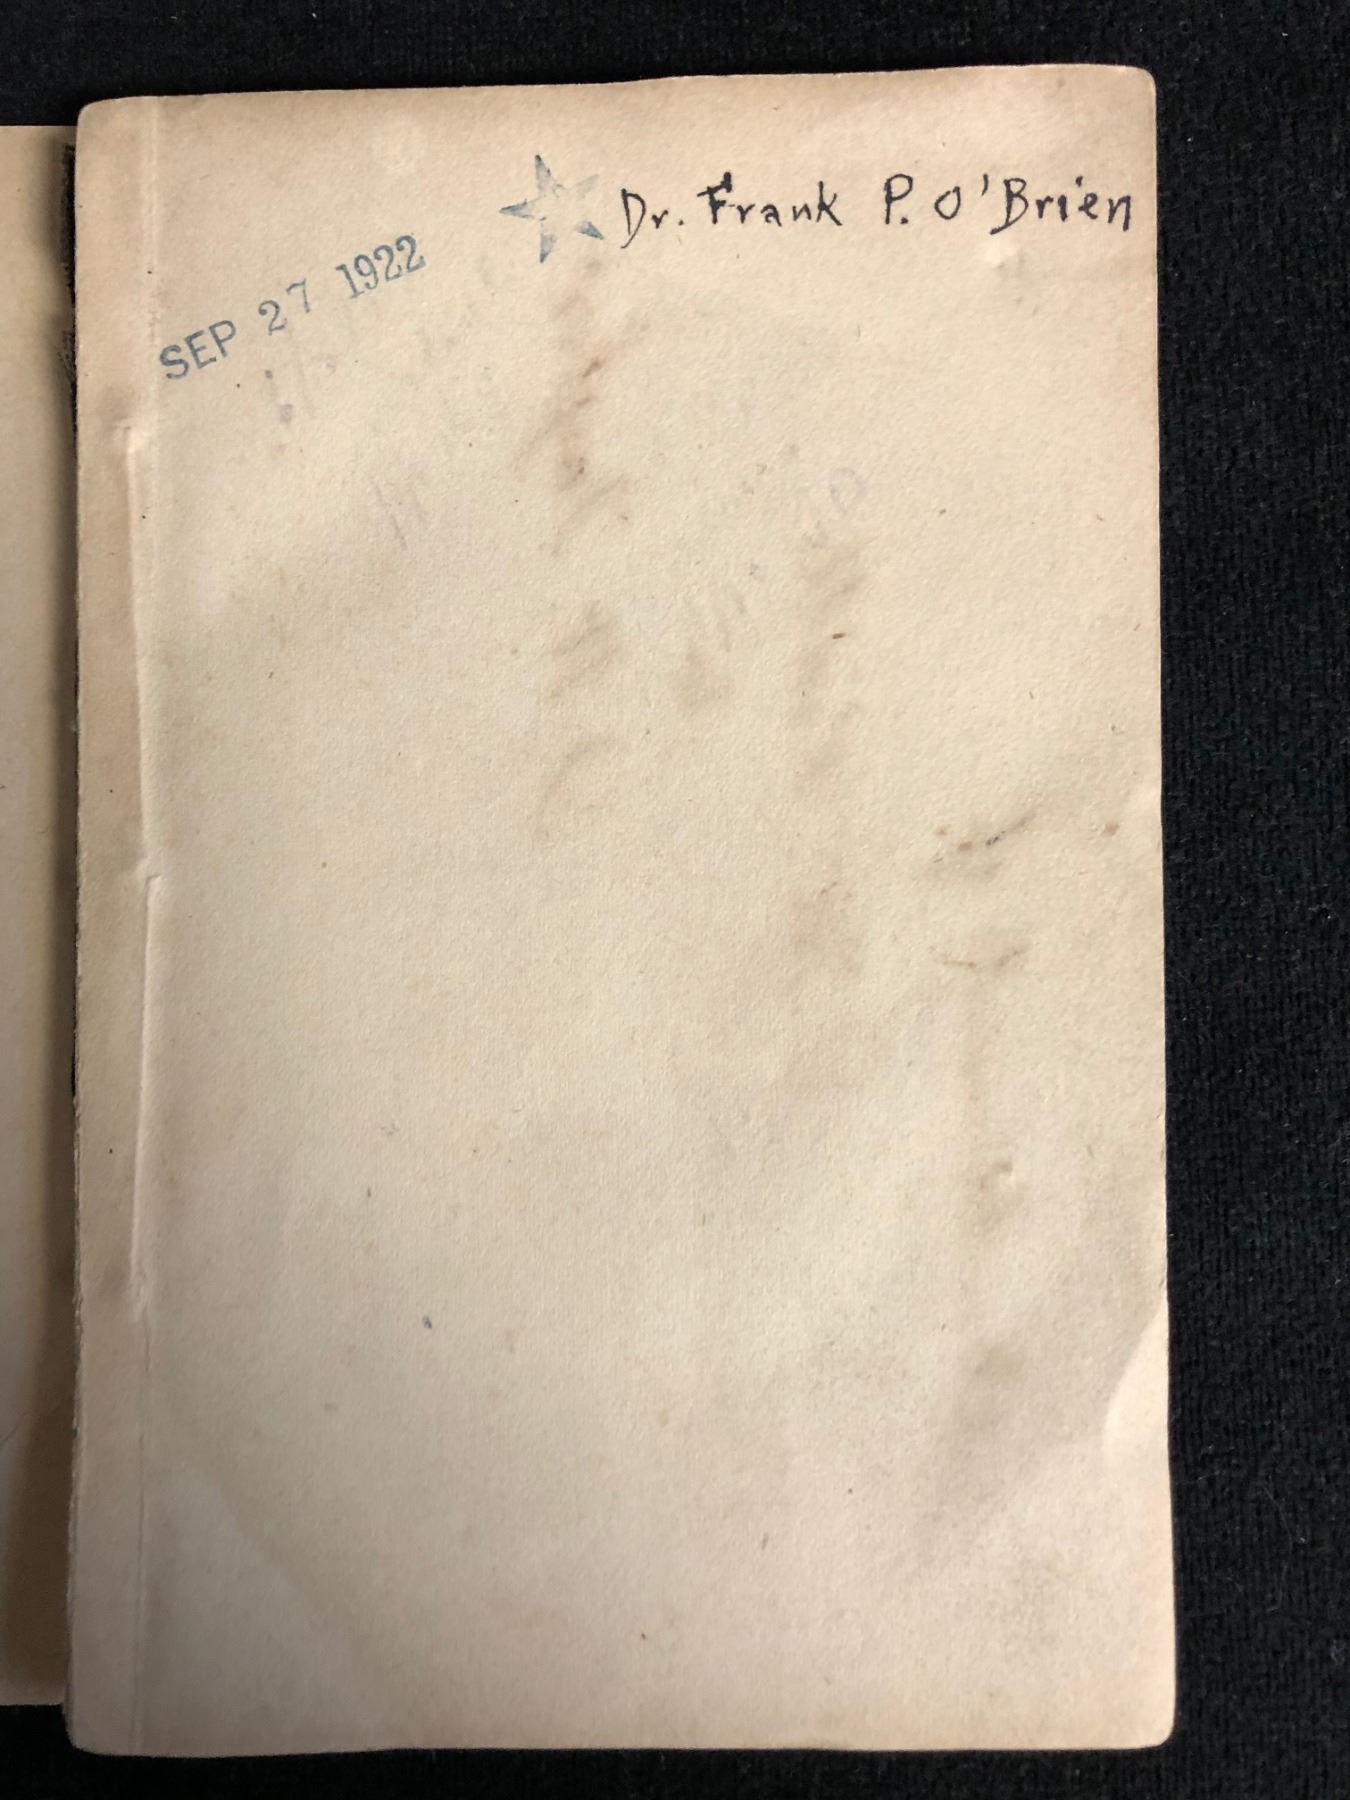 Dr. Frank P. O'Brien
SEP 27 1922